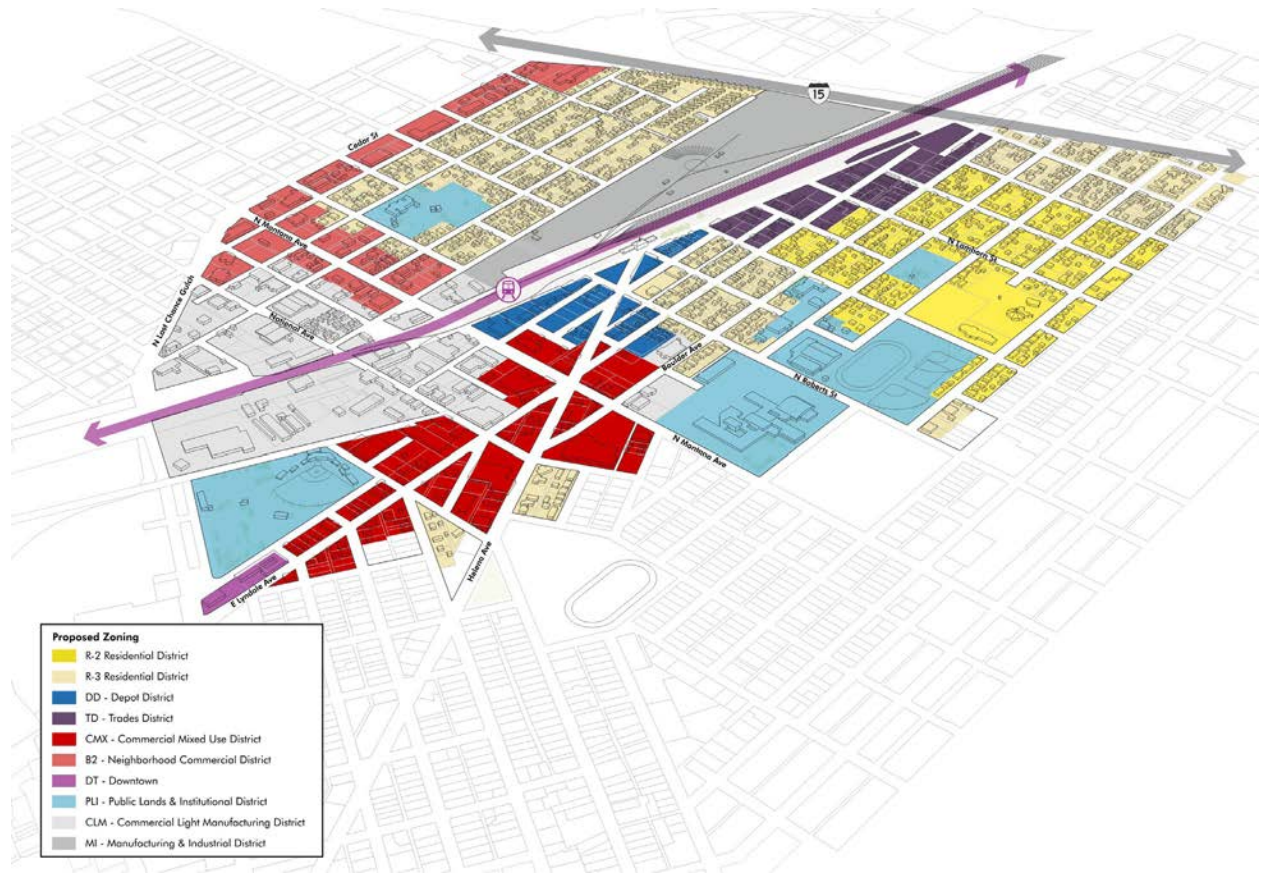 15
Cedar St
N Montana Ave
N Last Chance Gulch
National Ave
N Lamborn St
Boulder Ave
N Roberts St
N Montana Ave
Helena Ave
E Lyndale Ave
Proposed Zoning
R-2 Residential District
R-3 Residential District
DD - Depot District
TD - Trades District
CMX - Commercial Mixed Use District
B2 - Neighborhood Commercial District
DT - Downtown
PLI - Public Lands & Institutional District
CLM - Commercial Light Manufacturing District
MI - Manufacturing & Industrial District